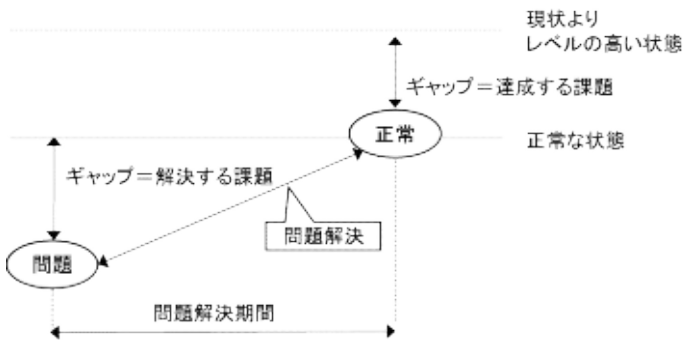 現状より
レベルの高い状態
ギャップ＝達成する課題
正常
正常な状態
ギャップ＝解決する課題
問題解決
問題
問題解決期間